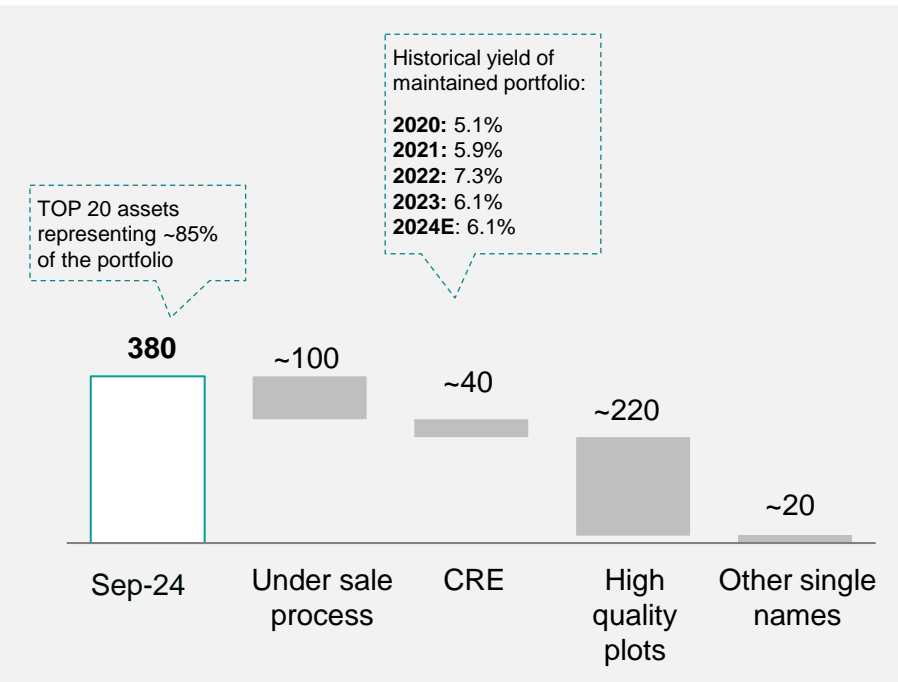 Historical yield of
maintained portfolio:
2020: 5.1%
2021: 5.9%
2022: 7.3%
2023: 6.1%
2024E: 6.1%
TOP 20 assets
representing ~85%
of the portfolio
380
~100
~40
~220
~20
Sep-24
Under sale
process
CRE
High
quality
plots
Other single
names